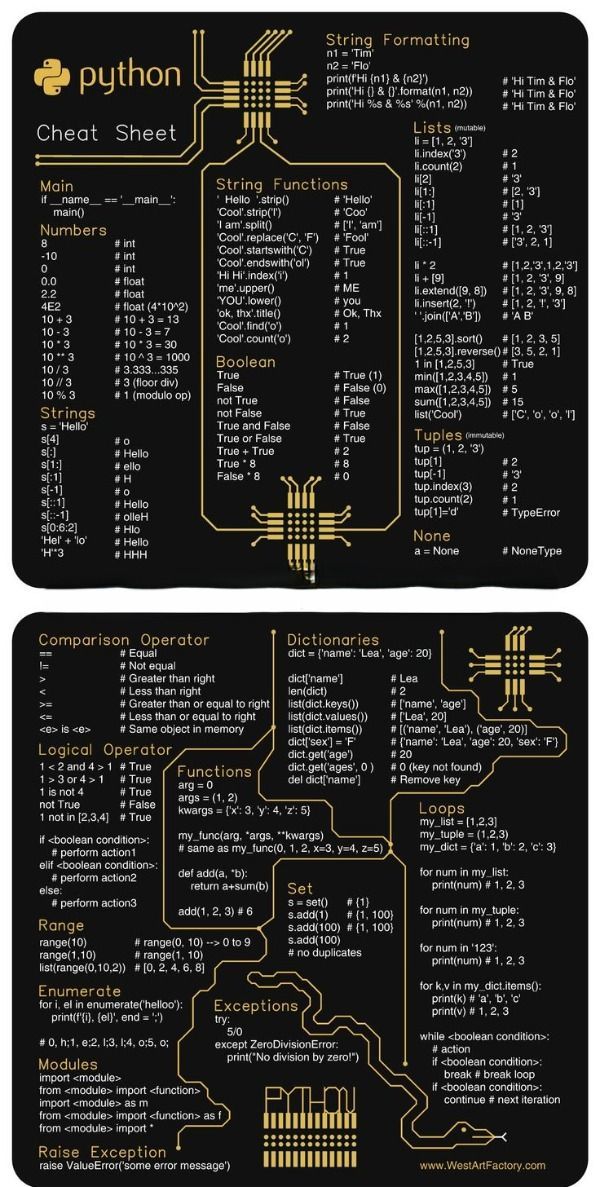 python
Cheat Sheet
Main
if __name__ == '__main__':
main()
Numbers
8 # int
-10 # int
0 # int
0.0 # float
2.2 # float
4E2 # float (4*10^2)
10 + 3 # 10 + 3 = 13
10 - 3 # 10 - 3 = 7
10 * 3 # 10 * 3 = 30
10 ** 3 # 10 ^ 3 = 1000
10 / 3 # 3.333...335
10 // 3 # 3 (floor div)
10 % 3 # 1 (modulo op)
Strings
s = 'Hello'
s[4] # o
s[:] # Hello
s[1:] # ello
s[:1] # H
s[-1] # o
s[::1] # Hello
s[::-1] # olleH
s[0:6:2] # Hlo
'Hel' + 'lo' # Hello
'H'*3 # HHH
String Functions
' Hello '.strip() # 'Hello'
'Cool'.strip('l') # 'Coo'
'I am'.split() # ['I', 'am']
'Cool'.replace('C', 'F') # 'Fool'
'Cool'.startswith('C') # True
'Cool'.endswith('ol') # True
'Hi Hi'.index('i') # 1
'me'.upper() # ME
'YOU'.lower() # you
'ok, thx'.title() # Ok, Thx
'Cool'.find('o') # 1
'Cool'.count('o') # 2
Boolean
True # True (1)
False # False (0)
not True # False
not False # True
True and False # False
True or False # True
True + True # 2
True * 8 # 8
False * 8 # 0
String Formatting
n1 = 'Tim'
n2 = 'Flo'
print(f'Hi {n1} & {n2}') # 'Hi Tim & Flo'
print('Hi {} & {}'.format(n1, n2) # 'Hi Tim & Flo'
print('Hi %s & %s' %(n1, n2)) # 'Hi Tim & Flo'
Lists (mutable)
li = [1, 2, '3']
li.index('3') # 2
li.count(2) # 1
li[2] # '3'
li[1:] # [2, '3']
li[:1] # [1]
li[-1] # '3'
li[::1] # [1, 2, '3']
li[::-1] # ['3', 2, 1]
li * 2 # [1,2,'3',1,2,'3']
li + [9] # [1, 2, '3', 9]
li.extend([9, 8]) # [1, 2, '3', 9, 8]
li.insert(2, '!') # [1, 2, '!', '3']
' '.join(['A','B']) # 'A B'
[1,2,5,3].sort() # [1, 2, 3, 5]
[1,2,5,3].reverse() # [3, 5, 2, 1]
1 in [1,2,5,3] # True
min([1,2,3,4,5]) # 1
max([1,2,3,4,5]) # 5
sum([1,2,3,4,5]) # 15
list('Cool') # ['C', 'o', 'o', 'l']
Tuples (immutable)
tup = (1, 2, '3')
tup[1] # 2
tup[-1] # '3'
tup.index(3) # 2
tup.count(2) # 1
tup[1]='d' # TypeError
None
a = None # NoneType
Comparison Operator
== # Equal
!= # Not equal
> # Greater than right
< # Less than right
>= # Greater than or equal to right
<= # Less than or equal to right
<e> is <e> # Same object in memory
Logical Operator
1 < 2 and 4 > 1 # True
1 > 3 or 4 > 1 # True
1 is not 4 # True
not True # False
1 not in [2,3,4] # True
if <boolean condition>:
# perform action1
elif <boolean condition>:
# perform action2
else:
# perform action3
Range
range(10) # range(0, 10) --> 0 to 9
range(1,10) # range(1, 10)
list(range(0,10,2)) # [0, 2, 4, 6, 8]
Enumerate
for i, el in enumerate('helloo'):
print(f'{i}, {el}', end = ';')
# 0, h;1, e;2, l;3, l;4, o;5, o;
Modules
import <module>
from <module> import <function>
import <module> as m
from <module> import <function> as f
from <module> import *
Raise Exception
raise ValueError('some error message')
Functions
arg = 0
args = (1, 2)
kwargs = {'x': 3, 'y': 4, 'z': 5}
my_func(arg, *args, **kwargs)
# same as my_func(0, 1, 2, x=3, y=4, z=5)
def add(a, *b):
return a+sum(b)
add(1, 2, 3) # 6
Dictionaries
dict = {'name': 'Lea', 'age': 20}
dict['name'] # Lea
len(dict) # 2
list(dict.keys()) # ['name', 'age']
list(dict.values()) # ['Lea', 20]
list(dict.items()) # [('name', 'Lea'), ('age', 20)]
dict['sex'] = 'F' # {'name': 'Lea', 'age': 20, 'sex': 'F'}
dict.get('age') # 20
dict.get('ages', 0 ) # 0 (key not found)
del dict['name'] # Remove key
Set
s = set() # {1}
s.add(1) # {1, 100}
s.add(100) # {1, 100}
s.add(100)
# no duplicates
Exceptions
try:
5/0
except ZeroDivisionError:
print("No division by zero!")
PYTHON
Loops
my_list = [1,2,3]
my_tuple = (1,2,3)
my_dict = {'a': 1, 'b': 2, 'c': 3}
for num in my_list:
print(num) # 1, 2, 3
for num in my_tuple:
print(num) # 1, 2, 3
for num in '123':
print(num) # 1, 2, 3
for k,v in my_dict.items():
print(k) # 'a', 'b', 'c'
print(v) # 1, 2, 3
while <boolean condition>:
# action
if <boolean condition>:
break # break loop
if <boolean condition>:
continue # next iteration
www.WestArtFactory.com